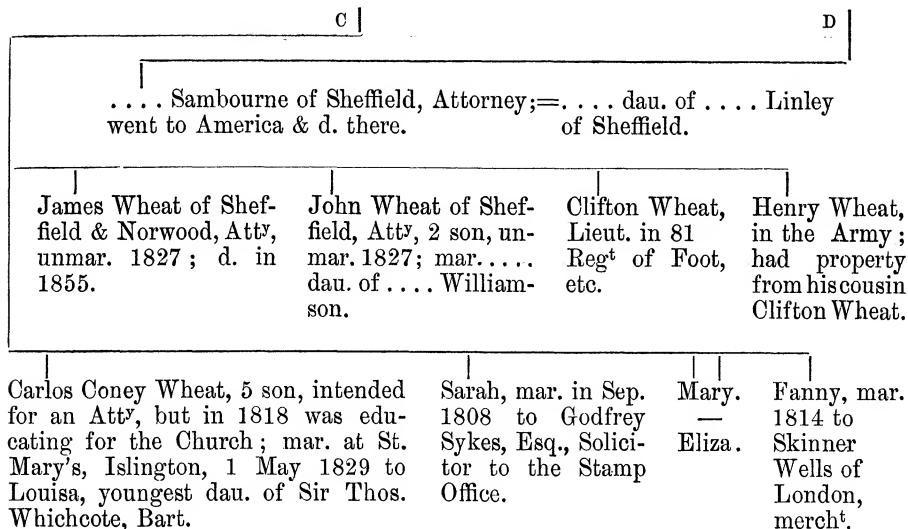 C
D
. . . . Sambourne of Sheffield, Attorney;=. . . . dau. of . . . . Linley
went to America & d. there.
of Sheffield.
James Wheat of Shef-
field & Norwood, Attʸ,
unmar. 1827 ; d. in
1855.
John Wheat of Shef-
field, Attʸ, 2 son, un-
mar. 1827; mar. . . . .
dau. of . . . . William-
son.
Clifton Wheat,
Lieut. in 81
Regᵗ of Foot,
etc.
Henry Wheat,
in the Army ;
had property
from his cousin
Clifton Wheat.
Carlos Coney Wheat, 5 son, intended
for an Attʸ, but in 1818 was edu-
cating for the Church ; mar. at St.
Mary's, Islington, 1 May 1829 to
Louisa, youngest dau. of Sir Thos.
Whichcote, Bart.
Sarah, mar. in Sep.
1808 to Godfrey
Sykes, Esq., Solici-
tor to the Stamp
Office.
Mary.
—
Eliza.
Fanny, mar.
1814 to
Skinner
Wells of
London,
merchᵗ.